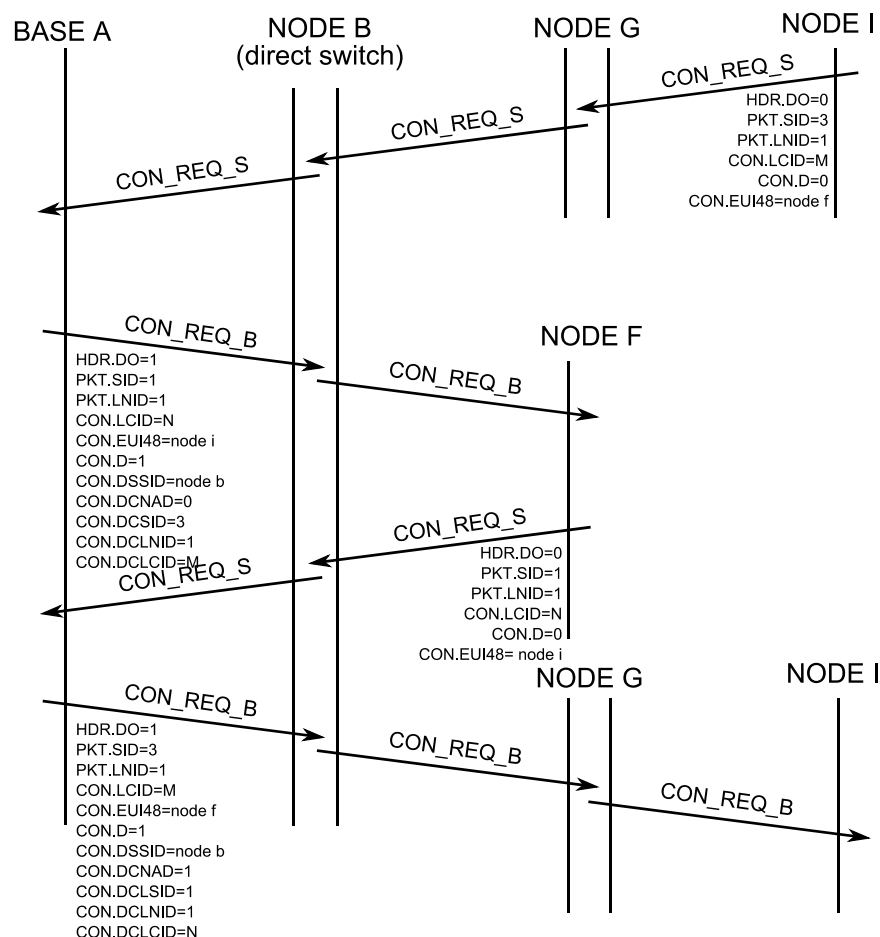 BASE A
NODE B
(direct switch)
NODE G
NODE I
CON_REQ_S
HDR.DO=0
PKT.SID=3
PKT.LNID=1
CON.LCID=M
CON.D=0
CON.EUI48=node f
CON_REQ_S
CON_REQ_S
CON_REQ_B
HDR.DO=1
PKT.SID=1
PKT.LNID=1
CON.LCID=N
CON.EUI48=node i
CON.D=1
CON.DSSID=node b
CON.DCNAD=0
CON.DCSID=3
CON.DCLNID=1
CON.DCLCID=M
NODE F
CON_REQ_B
CON_REQ_S
HDR.DO=0
PKT.SID=1
PKT.LNID=1
CON.LCID=N
CON.D=0
CON.EUI48= node i
CON_REQ_S
NODE G
NODE I
CON_REQ_B
HDR.DO=1
PKT.SID=3
PKT.LNID=1
CON.LCID=M
CON.EUI48=node f
CON.D=1
CON.DSSID=node b
CON.DCNAD=1
CON.DCLSID=1
CON.DCLNID=1
CON.DCLCID=N
CON_REQ_B
CON_REQ_B